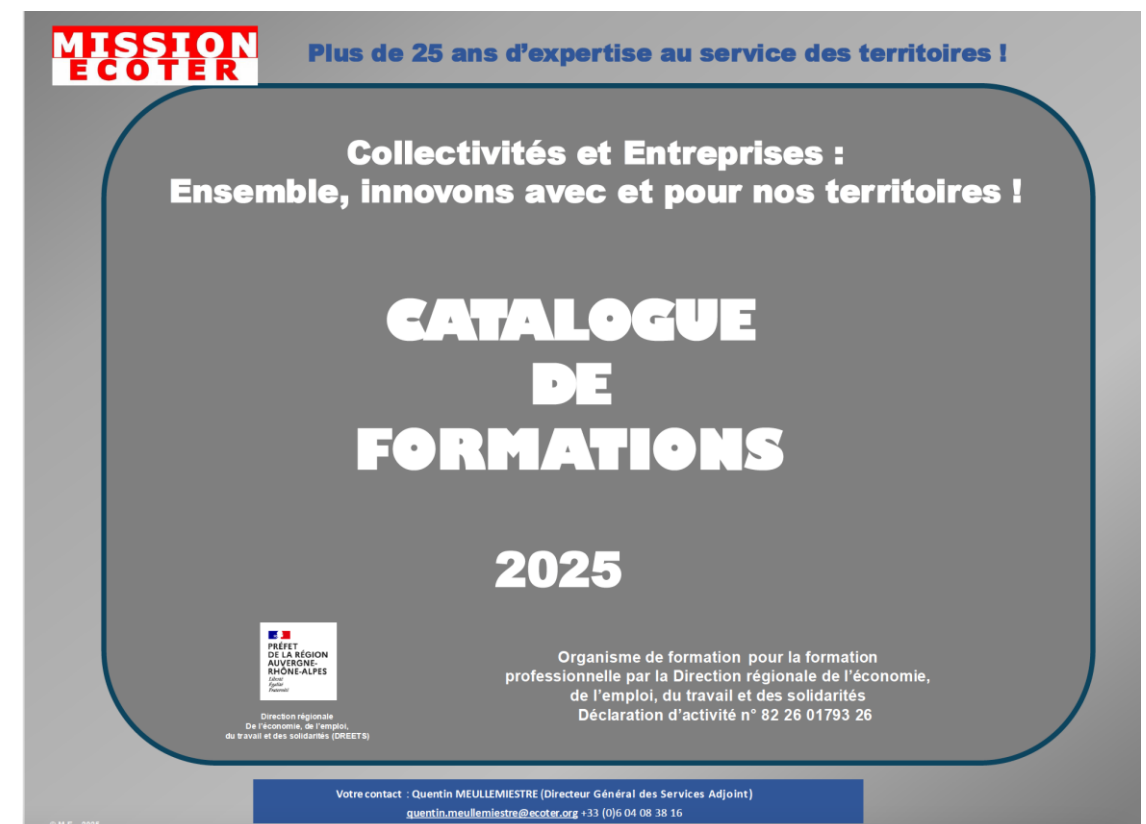 MISSION
ECOTER
Plus de 25 ans d'expertise au service des territoires !
Collectivités et Entreprises :
Ensemble, innovons avec et pour nos territoires !
CATALOGUE
DE
FORMATIONS
2025
PRÉFET
DE LA RÉGION
AUVERGNE-
RHÔNE-ALPES
Liberté
Égalité
Fraternité
Direction régionale
De l'économie, de l'emploi,
du travail et des solidarités (DREETS)
Organisme de formation pour la formation
professionnelle par la Direction régionale de l'économie,
de l'emploi, du travail et des solidarités
Déclaration d'activité n° 82 26 01793 26
Votre contact : Quentin MEULLEMIESTRE (Directeur Général des Services Adjoint)
quentin.meullemiestre@ecoter.org +33 (0)6 04 08 38 16